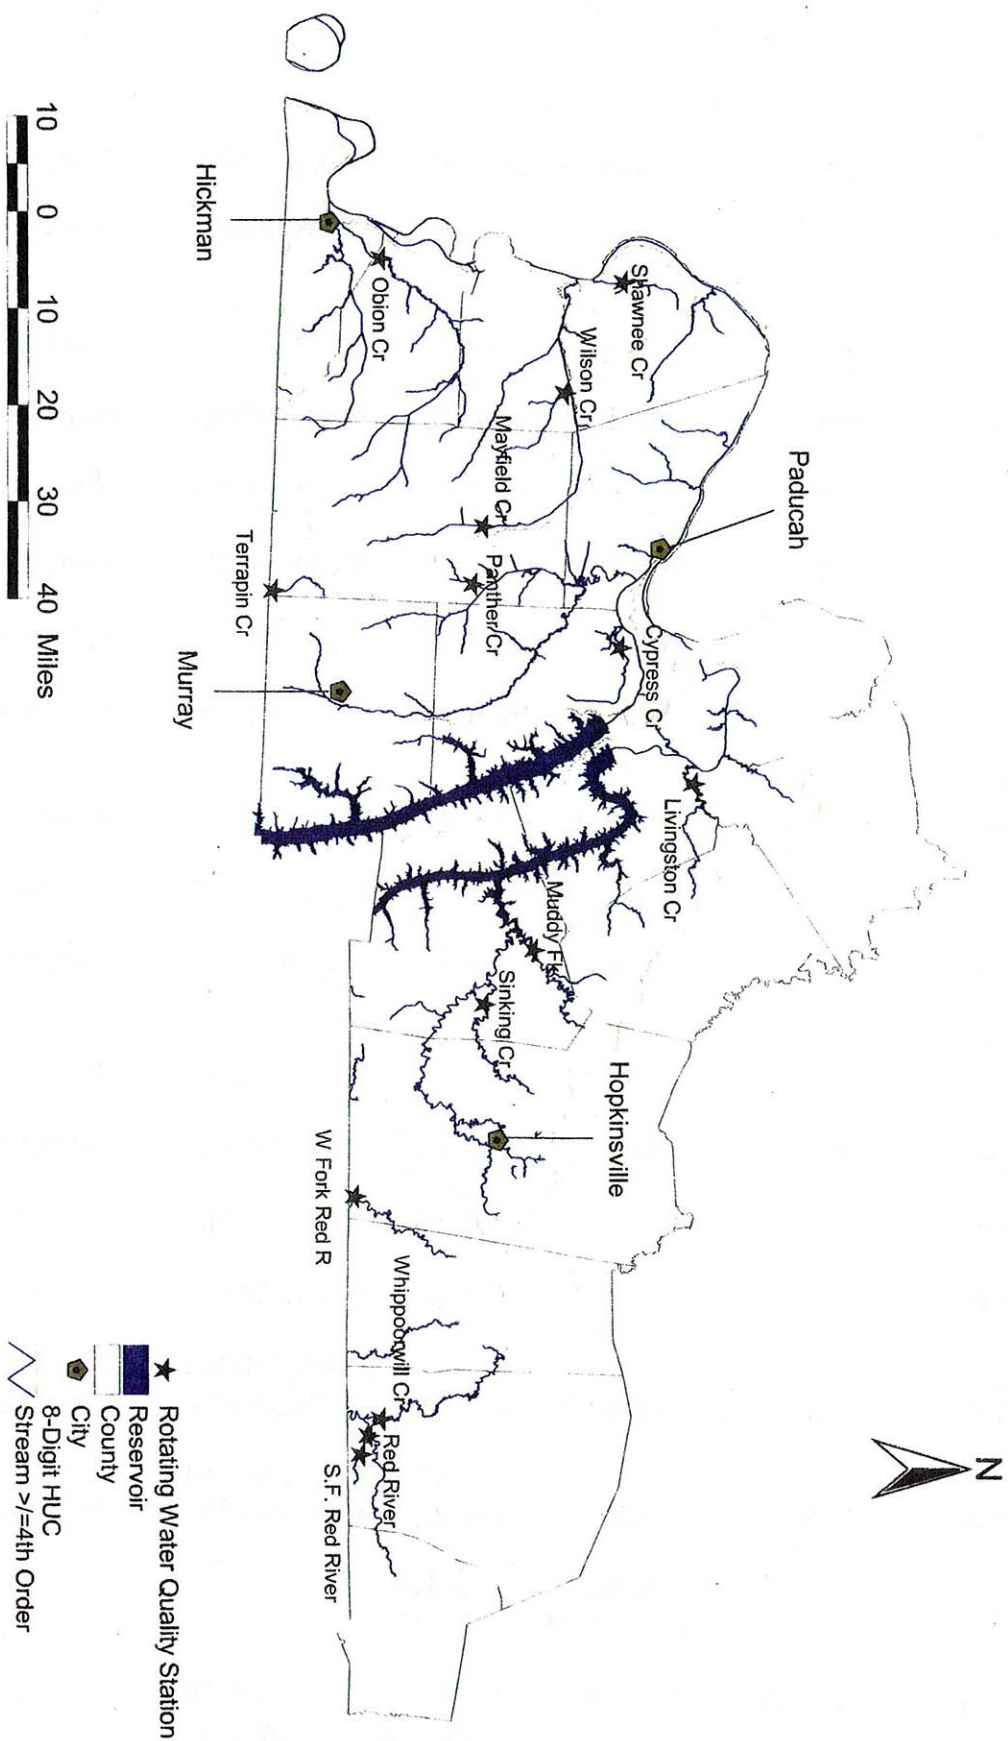 N
Paducah
Hopkinsville
Shawnee Cr
Wilson Cr
Cypress Cr
Livingston Cr
Mayfield Cr
Panther Cr
Muddy Fk
Sinking Cr
Obion Cr
Whippoorwill Cr
Red River
Hickman
Terrapin Cr
Murray
W Fork Red R
S.F. Red River
10 0 10 20 30 40 Miles
Rotating Water Quality Station
Reservoir
County
City
8-Digit HUC
Stream >/=4th Order